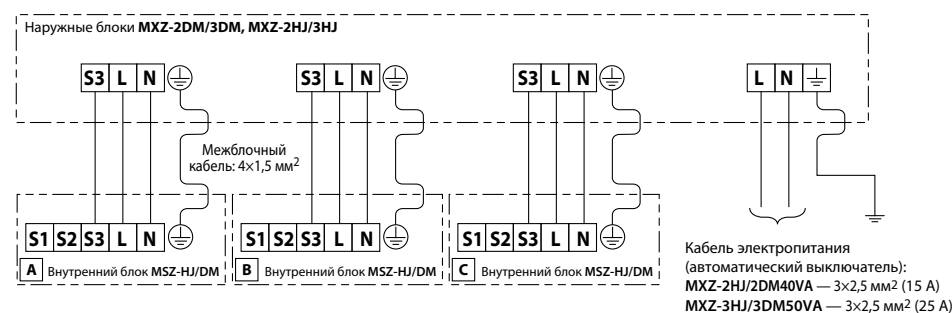 Наружные блоки MXZ-2DM/3DM, MXZ-2HJ/3HJ
S3 L N
S3 L N
S3 L N
L N
Межблочный
кабель: 4×1,5 мм²
S1 S2 S3 L N
S1 S2 S3 L N
S1 S2 S3 L N
A Внутренний блок MSZ-HJ/DM
B Внутренний блок MSZ-HJ/DM
C Внутренний блок MSZ-HJ/DM
Кабель электропитания
(автоматический выключатель):
MXZ-2HJ/2DM40VA — 3×2,5 мм² (15 А)
MXZ-3HJ/3DM50VA — 3×2,5 мм² (25 А)